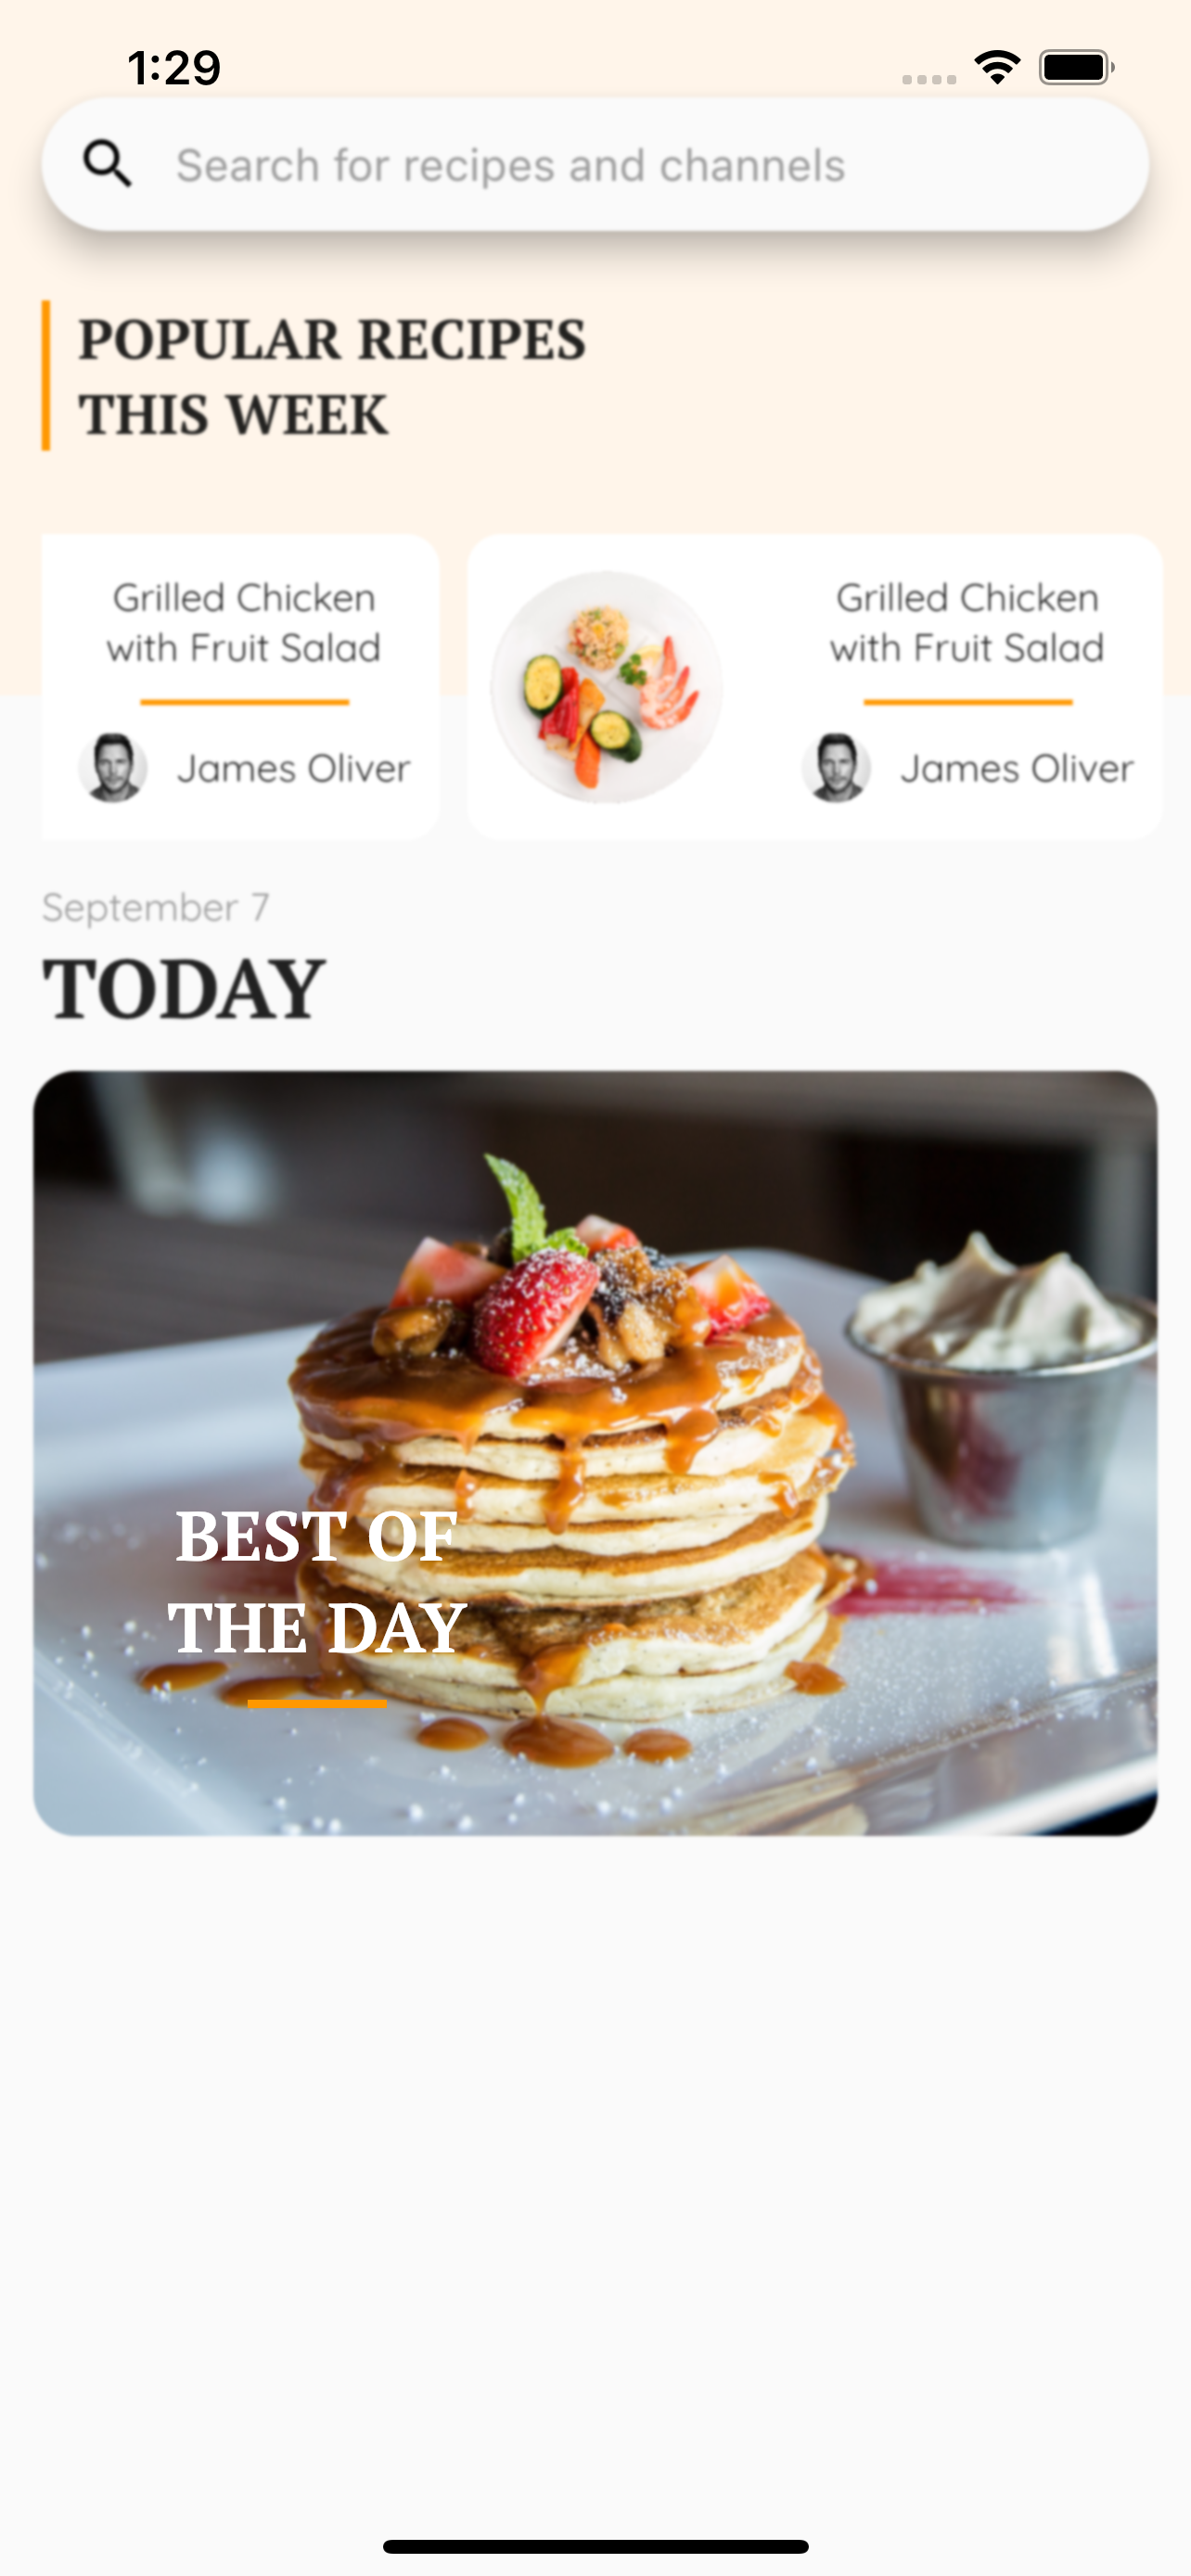 1:29
Search for recipes and channels
POPULAR RECIPES
THIS WEEK
Grilled Chicken
with Fruit Salad
James Oliver
Grilled Chicken
with Fruit Salad
James Oliver
September 7
TODAY
BEST OF
THE DAY